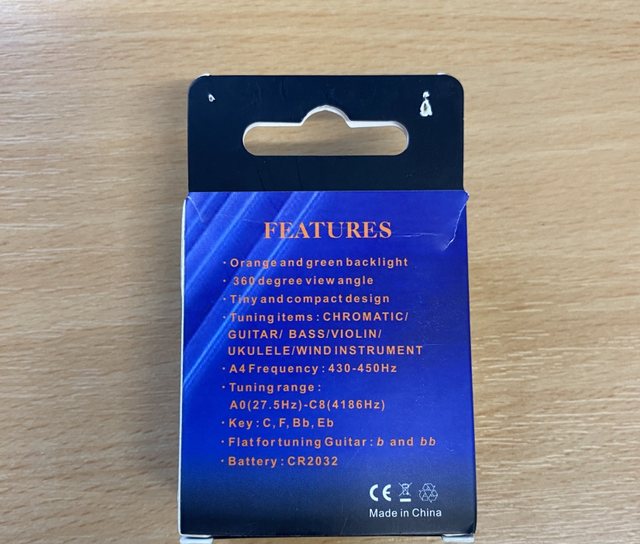 FEATURES
· Orange and green backlight
· 360 degree view angle
· Tiny and compact design
· Tuning items : CHROMATIC/
GUITAR/ BASS/VIOLIN/
UKULELE/WIND INSTRUMENT
· A4 Frequency : 430-450Hz
· Tuning range :
A0(27.5Hz)-C8(4186Hz)
· Key : C, F, Bb, Eb
· Flat for tuning Guitar : b and bb
· Battery : CR2032
CE
Made in China